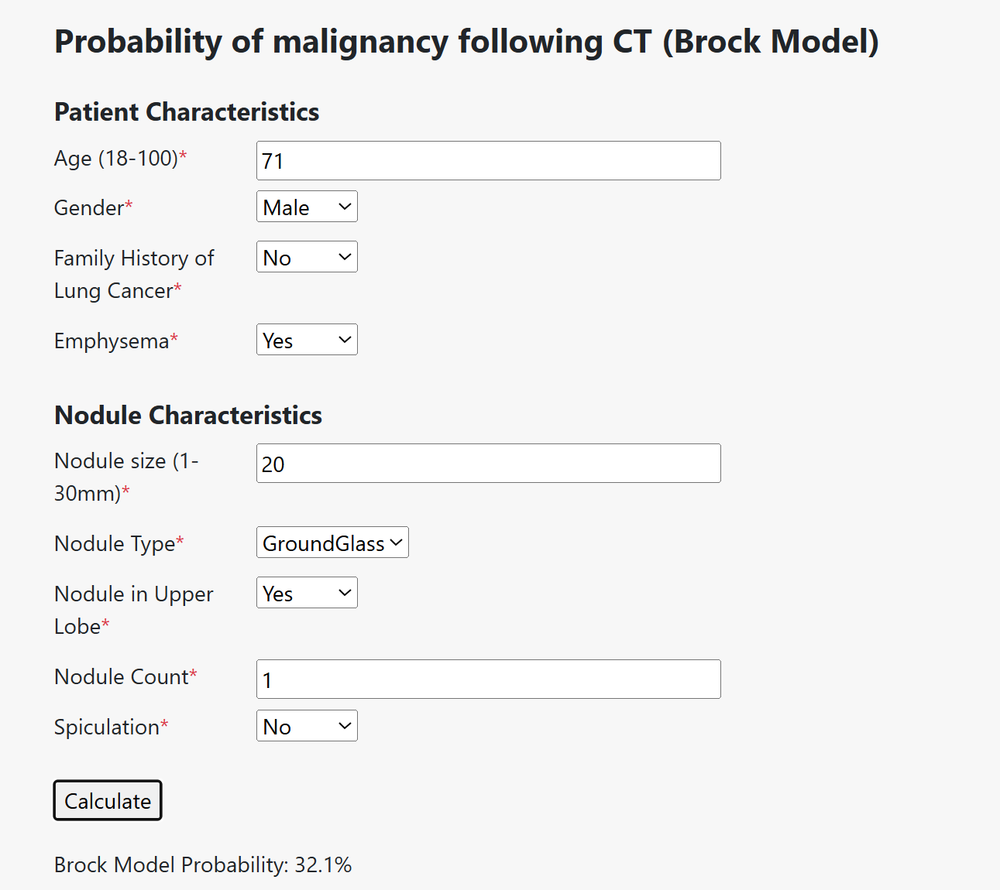 Probability of malignancy following CT (Brock Model)
Patient Characteristics
Age (18-100)*
71
Gender*
Male
Family History of
Lung Cancer*
No
Emphysema*
Yes
Nodule Characteristics
Nodule size (1-
30mm)*
20
Nodule Type*
GroundGlass
Nodule in Upper
Lobe*
Yes
Nodule Count*
1
Spiculation*
No
Calculate
Brock Model Probability: 32.1%